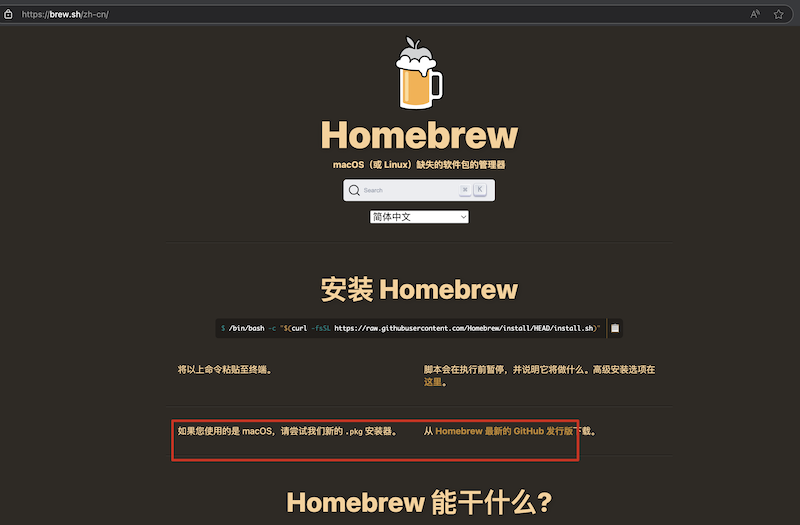 https://brew.sh/zh-cn/
Homebrew
macOS（或 Linux）缺失的软件包的管理器
Search
⌘ K
简体中文
安装 Homebrew
$ /bin/bash -c "$(curl -fsSL https://raw.githubusercontent.com/Homebrew/install/HEAD/install.sh)"
将以上命令粘贴至终端。
脚本会在执行前暂停，并说明它将做什么。高级安装选项在
这里。
如果您使用的是 macOS，请尝试我们新的 .pkg 安装器。
从 Homebrew 最新的 GitHub 发行版下载。
Homebrew 能干什么?